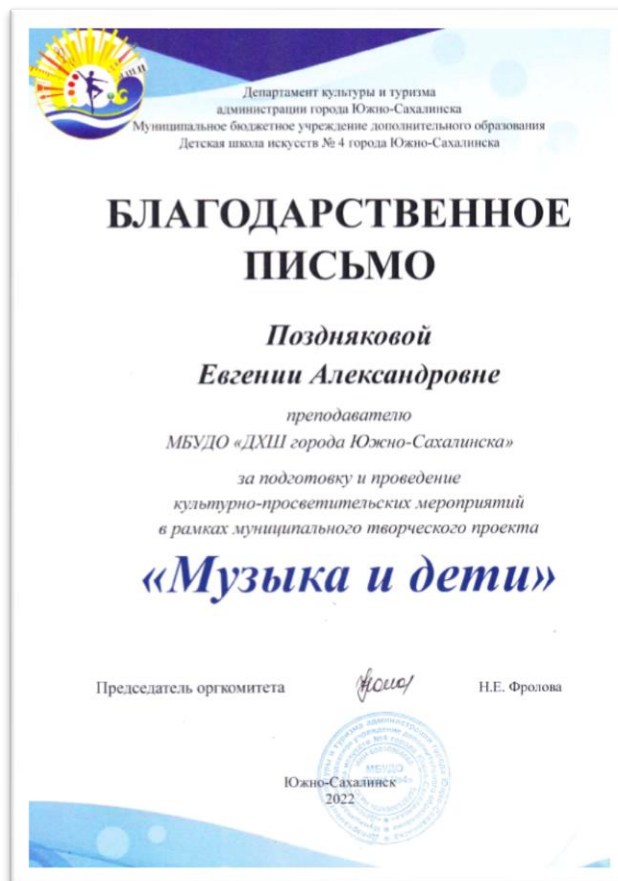 Департамент культуры и туризма
администрации города Южно-Сахалинска
Муниципальное бюджетное учреждение дополнительного образования
Детская школа искусств № 4 города Южно-Сахалинска
БЛАГОДАРСТВЕННОЕ
ПИСЬМО
Поздняковой
Евгении Александровне
преподавателю
МБУДО «ДХШ города Южно-Сахалинска»
за подготовку и проведение
культурно-просветительских мероприятий
в рамках муниципального творческого проекта
«Музыка и дети»
Председатель оргкомитета
Н.Е. Фролова
МБУДО
Южно-Сахалинск
2022